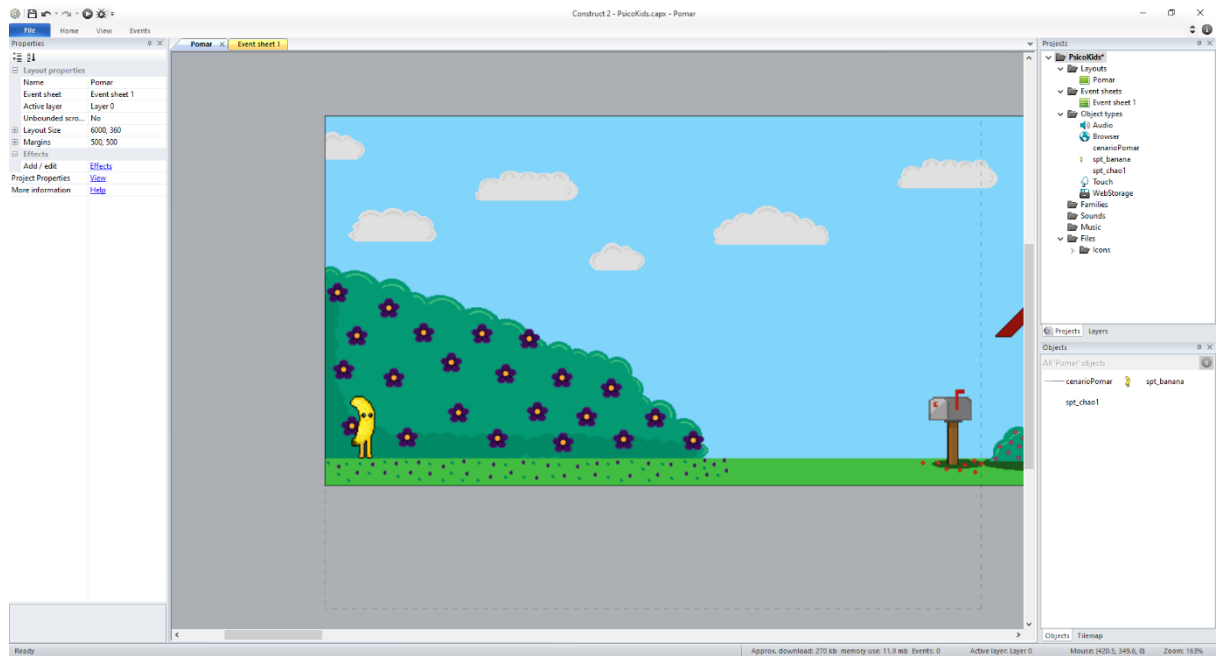 Construct 2 - PsicoKids.capx - Pomar
File Home View Events
Properties
Layout properties
Name Pomar
Event sheet Event sheet 1
Active layer Layer 0
Unbounded scro... No
Layout Size 6000, 360
Margins 500, 500
Effects
Add / edit Effects
Project Properties View
More information Help
Pomar Event sheet 1
Projects
PsicoKids*
Layouts
Pomar
Event sheets
Event sheet 1
Object types
Audio
Browser
cenarioPomar
spt_banana
spt_chao1
Touch
WebStorage
Families
Sounds
Music
Files
Icons
Projects Layers
Objects
All 'Pomar' objects
cenarioPomar spt_banana
spt_chao1
Objects Tilemap
Ready Approx. download: 270 kb memory use: 11.9 mb Events: 0 Active layer: Layer 0 Mouse: (420.5, 349.6, 0) Zoom: 163%